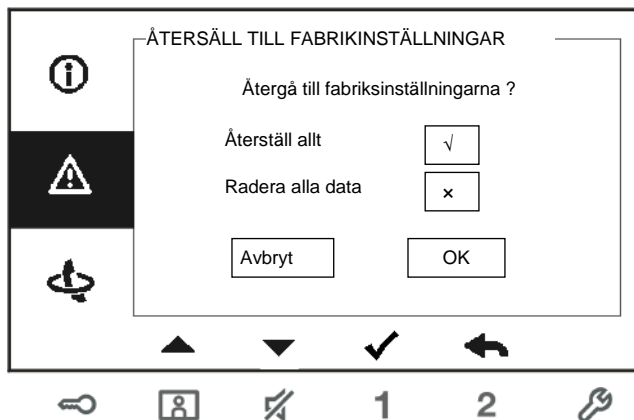 ÅTERSÄLL TILL FABRIKINSTÄLLNINGAR
Återgå till fabriksinställningarna ?
Återställ allt √
Radera alla data ×
Avbryt OK
1 2